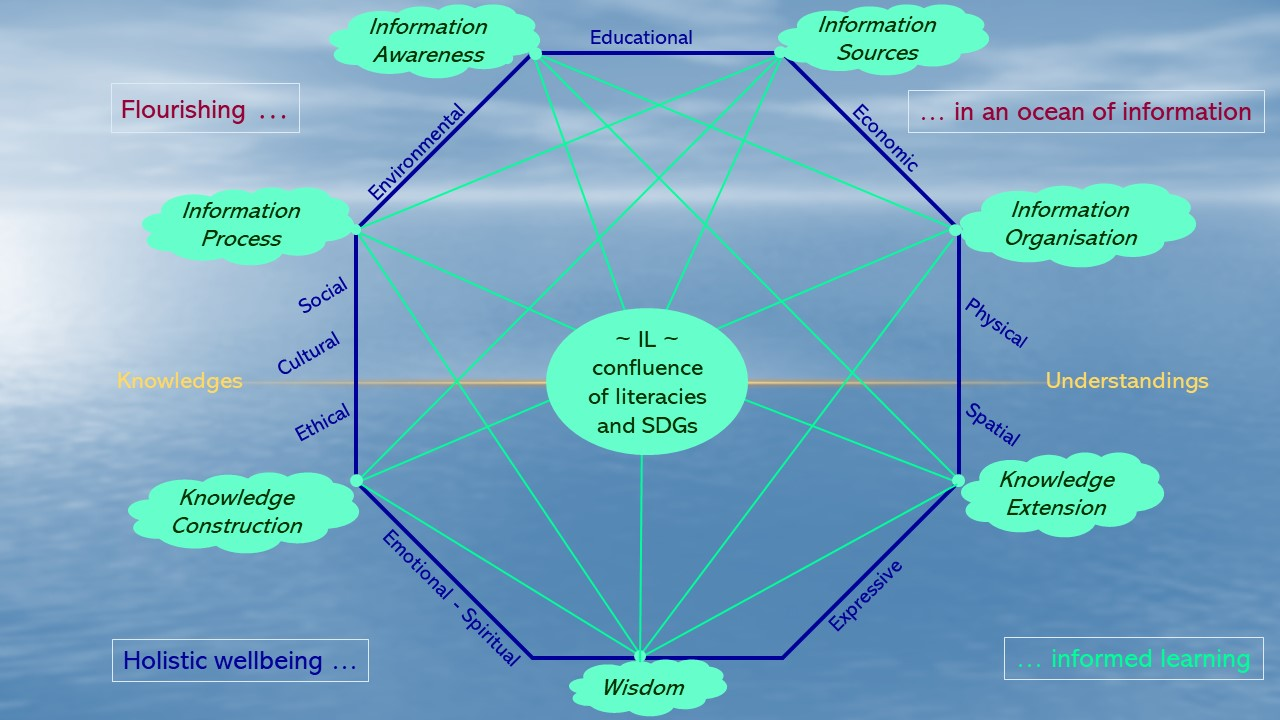 Information
Awareness
Educational
Information
Sources
Flourishing …
… in an ocean of information
Environmental
Economic
Information
Process
Information
Organisation
Social
Cultural
Ethical
Physical
Spatial
Knowledges
~ IL ~
confluence
of literacies
and SDGs
Understandings
Knowledge
Construction
Knowledge
Extension
Emotional - Spiritual
Expressive
Holistic wellbeing …
Wisdom
… informed learning